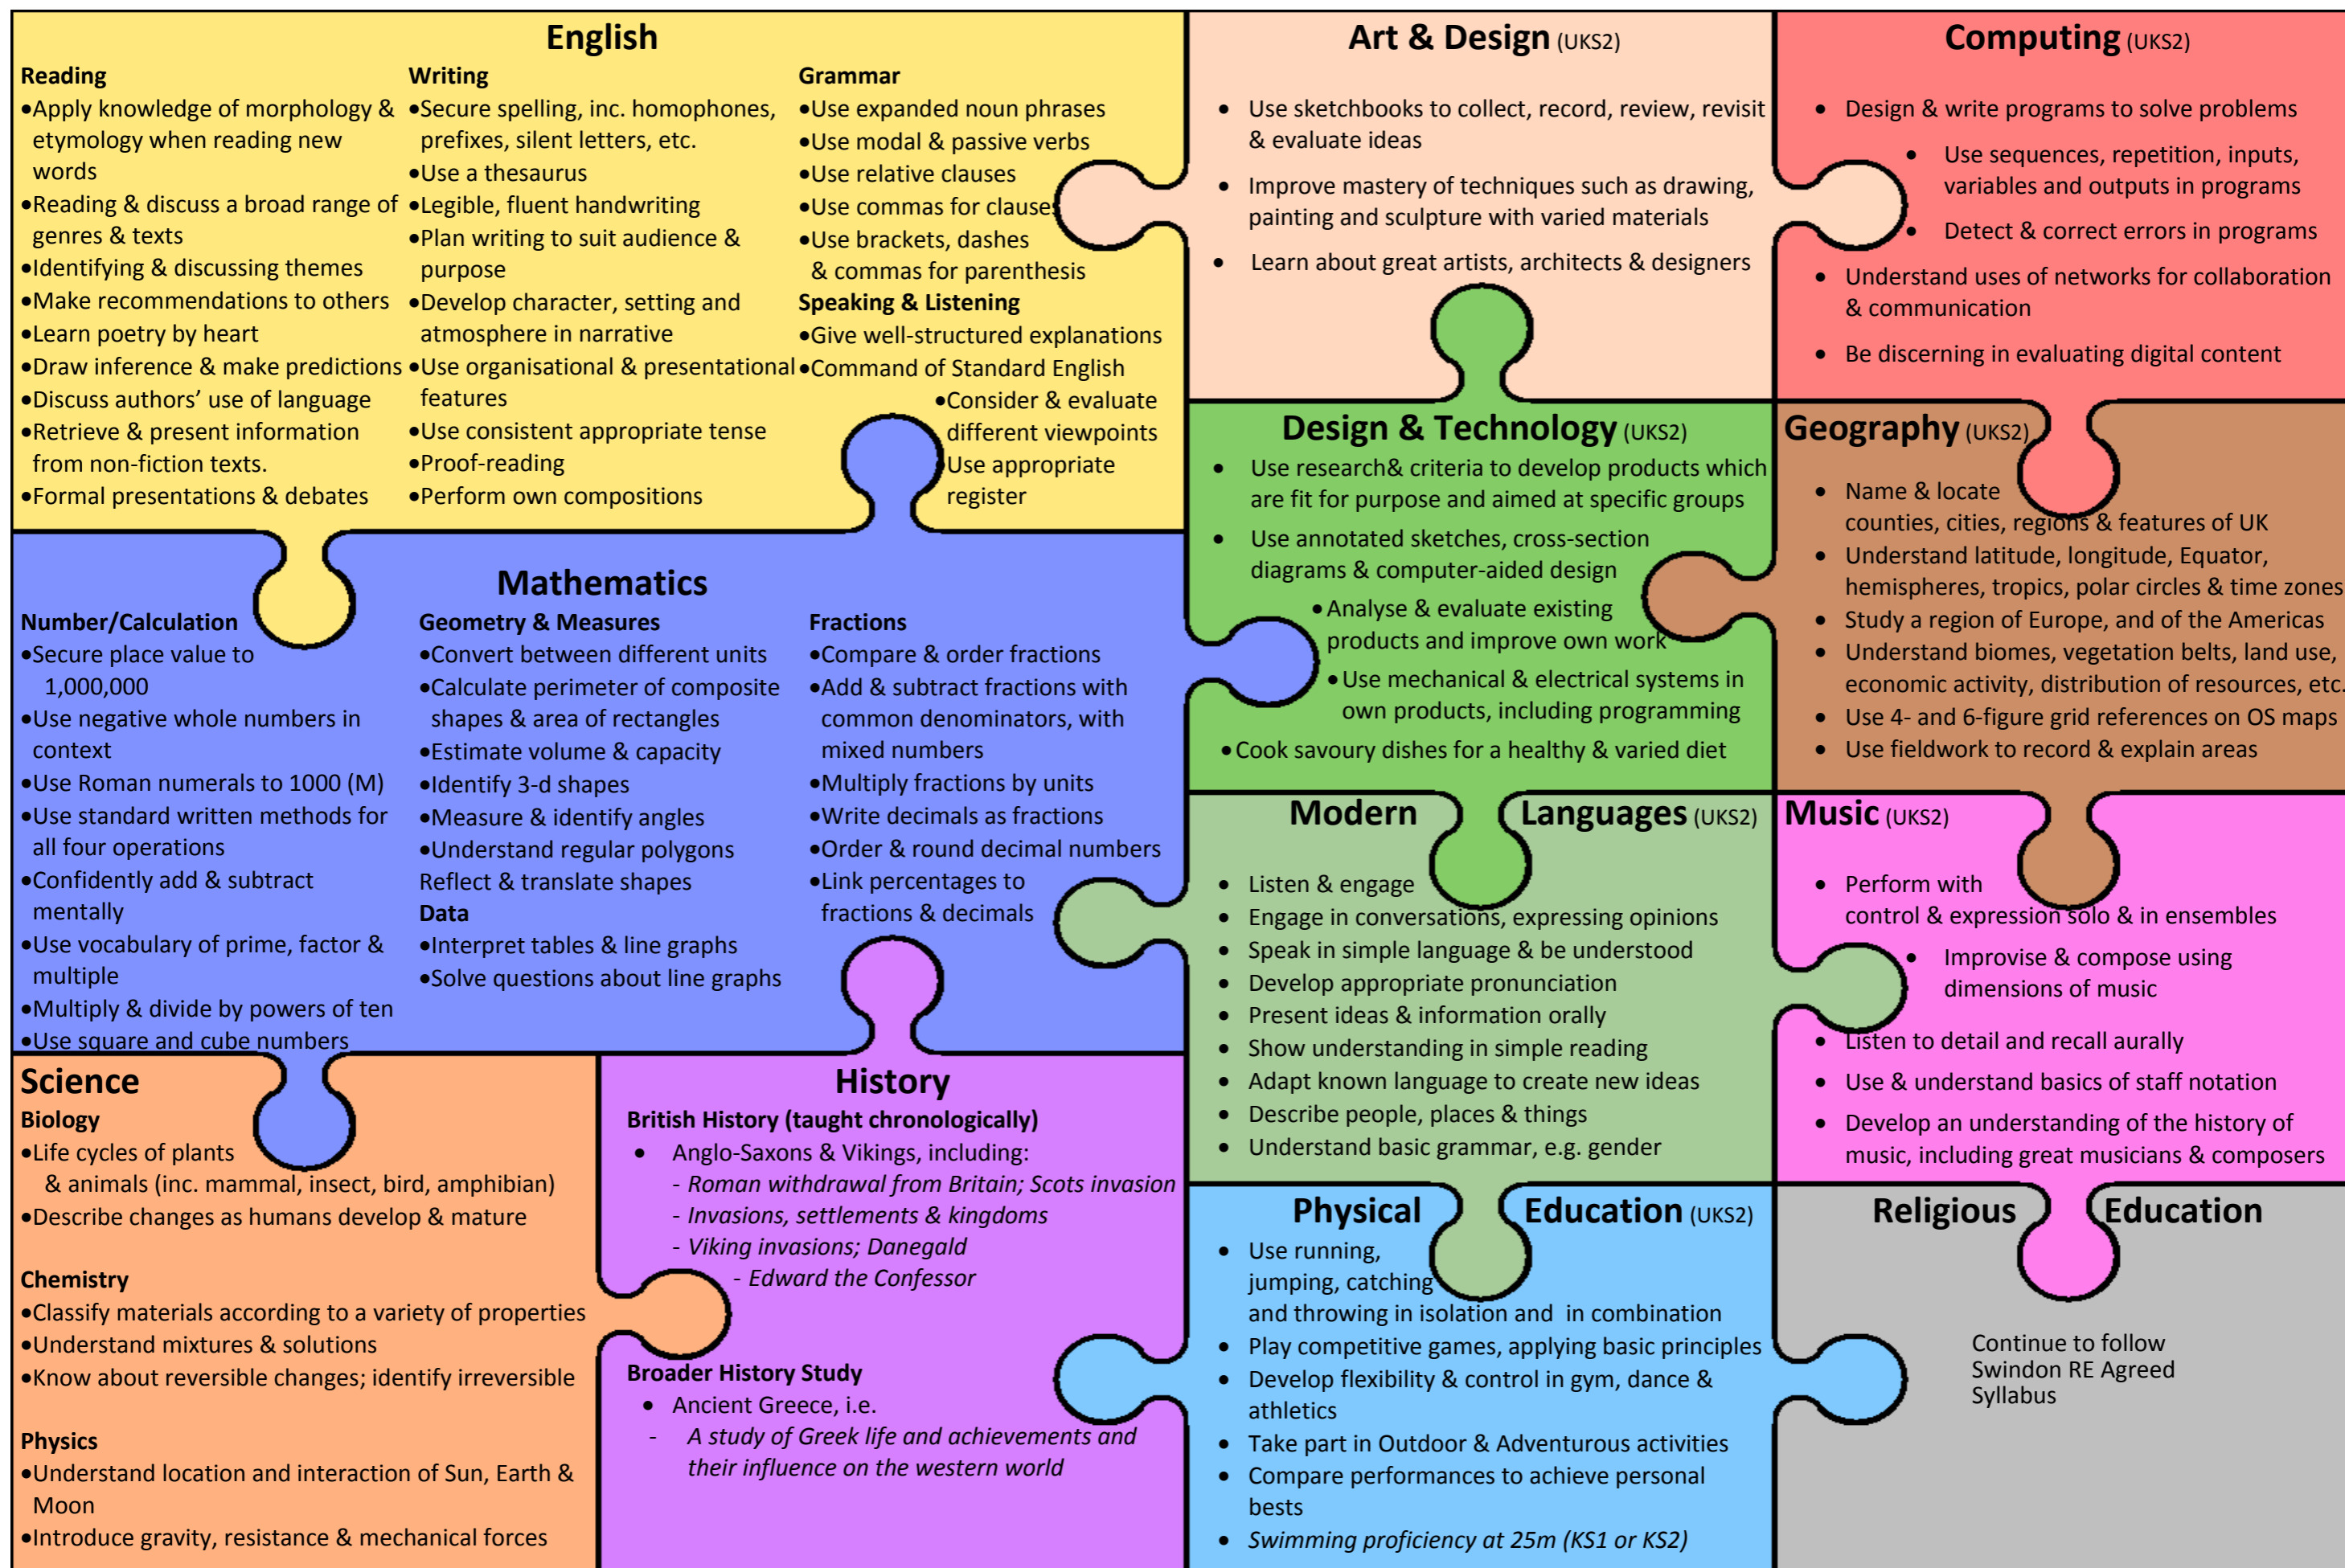 English
Reading
•Apply knowledge of morphology &
etymology when reading new
words
•Reading & discuss a broad range of
genres & texts
•Identifying & discussing themes
•Make recommendations to others
•Learn poetry by heart
•Draw inference & make predictions
•Discuss authors’ use of language
•Retrieve & present information
from non-fiction texts.
•Formal presentations & debates
Writing
•Secure spelling, inc. homophones,
prefixes, silent letters, etc.
•Use a thesaurus
•Legible, fluent handwriting
•Plan writing to suit audience &
purpose
•Develop character, setting and
atmosphere in narrative
•Use organisational & presentational
features
•Use consistent appropriate tense
•Proof-reading
•Perform own compositions
Grammar
•Use expanded noun phrases
•Use modal & passive verbs
•Use relative clauses
•Use commas for clauses
•Use brackets, dashes
& commas for parenthesis
Speaking & Listening
•Give well-structured explanations
•Command of Standard English
•Consider & evaluate
different viewpoints
Use appropriate
register
Art & Design (UKS2)
• Use sketchbooks to collect, record, review, revisit
& evaluate ideas
• Improve mastery of techniques such as drawing,
painting and sculpture with varied materials
• Learn about great artists, architects & designers
Computing (UKS2)
• Design & write programs to solve problems
• Use sequences, repetition, inputs,
variables and outputs in programs
• Detect & correct errors in programs
• Understand uses of networks for collaboration
& communication
• Be discerning in evaluating digital content
Design & Technology (UKS2)
• Use research& criteria to develop products which
are fit for purpose and aimed at specific groups
• Use annotated sketches, cross-section
diagrams & computer-aided design
•Analyse & evaluate existing
products and improve own work
•Use mechanical & electrical systems in
own products, including programming
•Cook savoury dishes for a healthy & varied diet
Geography (UKS2)
• Name & locate
counties, cities, regions & features of UK
• Understand latitude, longitude, Equator,
hemispheres, tropics, polar circles & time zones
• Study a region of Europe, and of the Americas
• Understand biomes, vegetation belts, land use,
economic activity, distribution of resources, etc.
• Use 4- and 6-figure grid references on OS maps
• Use fieldwork to record & explain areas
Mathematics
Number/Calculation
•Secure place value to
1,000,000
•Use negative whole numbers in
context
•Use Roman numerals to 1000 (M)
•Use standard written methods for
all four operations
•Confidently add & subtract
mentally
•Use vocabulary of prime, factor &
multiple
•Multiply & divide by powers of ten
•Use square and cube numbers
Geometry & Measures
•Convert between different units
•Calculate perimeter of composite
shapes & area of rectangles
•Estimate volume & capacity
•Identify 3-d shapes
•Measure & identify angles
•Understand regular polygons
Reflect & translate shapes
Data
•Interpret tables & line graphs
•Solve questions about line graphs
Fractions
•Compare & order fractions
•Add & subtract fractions with
common denominators, with
mixed numbers
•Multiply fractions by units
•Write decimals as fractions
•Order & round decimal numbers
•Link percentages to
fractions & decimals
Modern Languages (UKS2)
• Listen & engage
• Engage in conversations, expressing opinions
• Speak in simple language & be understood
• Develop appropriate pronunciation
• Present ideas & information orally
• Show understanding in simple reading
• Adapt known language to create new ideas
• Describe people, places & things
• Understand basic grammar, e.g. gender
Music (UKS2)
• Perform with
control & expression solo & in ensembles
• Improvise & compose using
dimensions of music
• Listen to detail and recall aurally
• Use & understand basics of staff notation
• Develop an understanding of the history of
music, including great musicians & composers
Science
Biology
•Life cycles of plants
& animals (inc. mammal, insect, bird, amphibian)
•Describe changes as humans develop & mature
Chemistry
•Classify materials according to a variety of properties
•Understand mixtures & solutions
•Know about reversible changes; identify irreversible
Physics
•Understand location and interaction of Sun, Earth &
Moon
•Introduce gravity, resistance & mechanical forces
History
British History (taught chronologically)
• Anglo-Saxons & Vikings, including:
- Roman withdrawal from Britain; Scots invasion
- Invasions, settlements & kingdoms
- Viking invasions; Danegald
- Edward the Confessor
Broader History Study
• Ancient Greece, i.e.
- A study of Greek life and achievements and
their influence on the western world
Physical Education (UKS2)
• Use running,
jumping, catching
and throwing in isolation and in combination
• Play competitive games, applying basic principles
• Develop flexibility & control in gym, dance &
athletics
• Take part in Outdoor & Adventurous activities
• Compare performances to achieve personal
bests
• Swimming proficiency at 25m (KS1 or KS2)
Religious Education
Continue to follow
Swindon RE Agreed
Syllabus